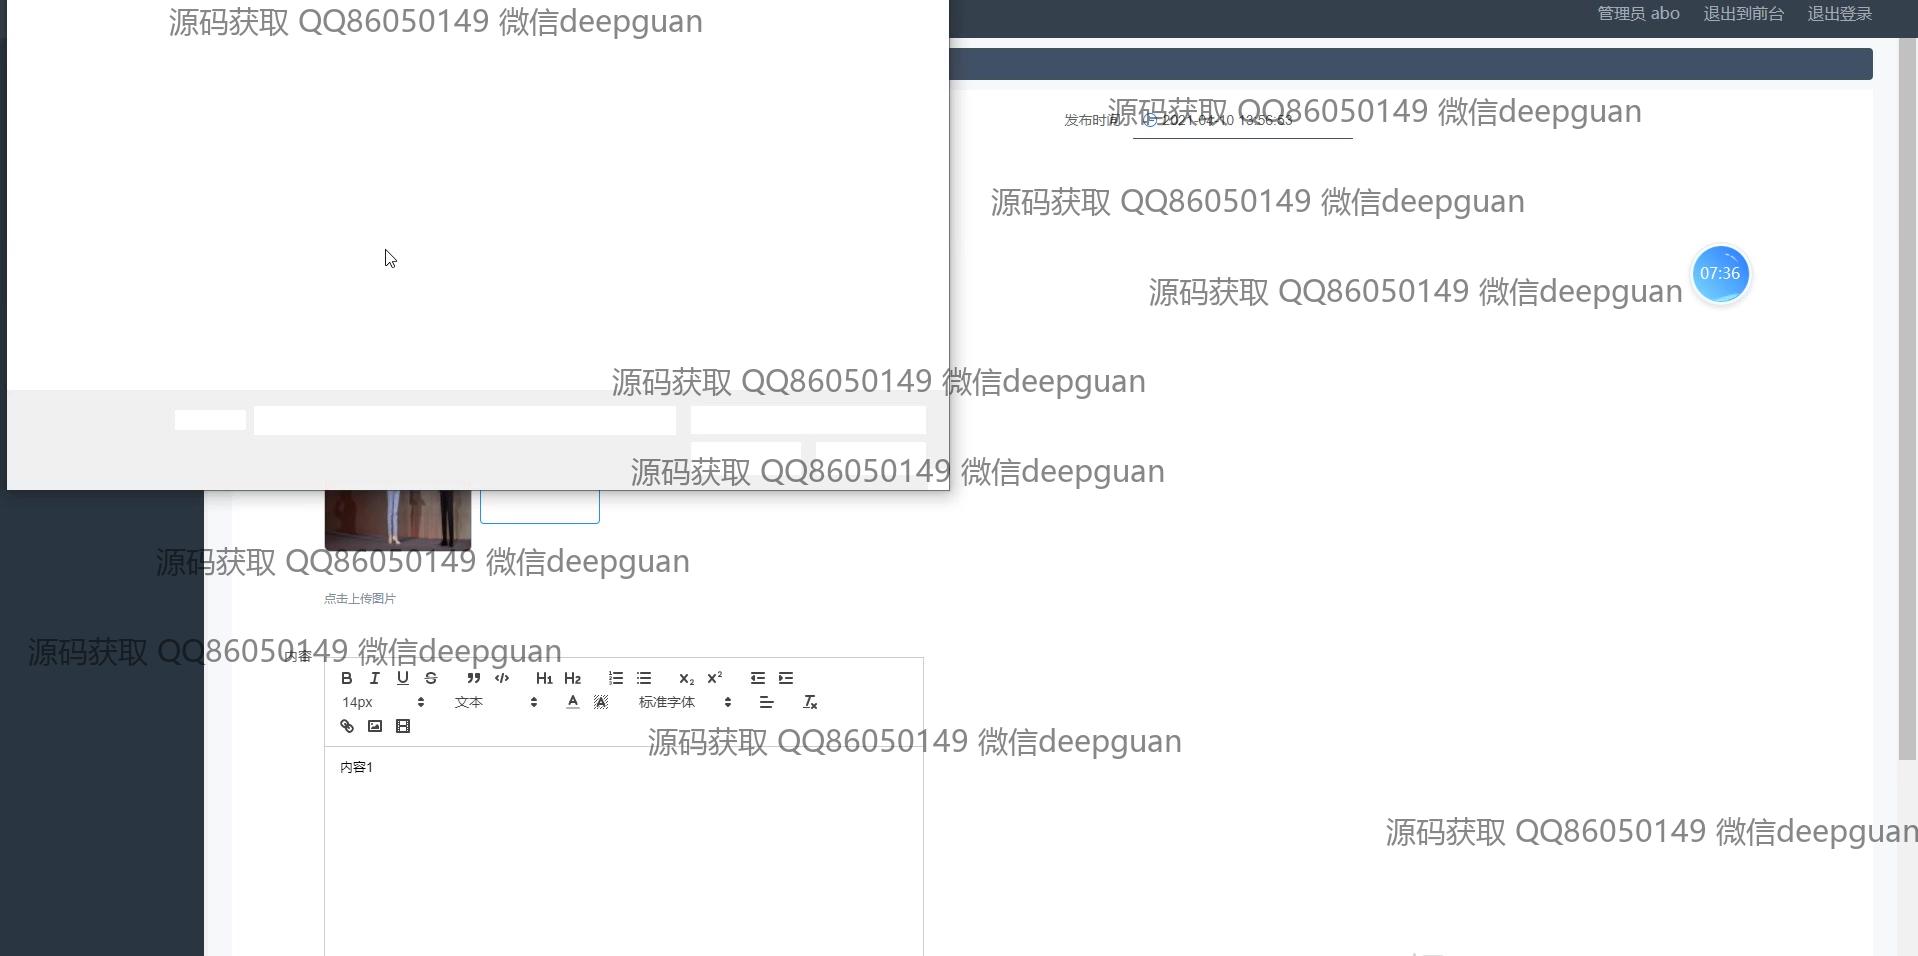 管理员 abo 退出到前台 退出登录
源码获取 QQ86050149 微信deepguan
源码获取 QQ86050149 微信deepguan
发布时间 2021-04-10 13:56:53
源码获取 QQ86050149 微信deepguan
07:36
源码获取 QQ86050149 微信deepguan
源码获取 QQ86050149 微信deepguan
源码获取 QQ86050149 微信deepguan
源码获取 QQ86050149 微信deepguan
点击上传图片
源码获取 QQ86050149 微信deepguan
内容
B I U S H1 H2 X₂ X²
14px 文本 A A 标准字体 Tx
源码获取 QQ86050149 微信deepguan
内容1
源码获取 QQ86050149 微信deepguan